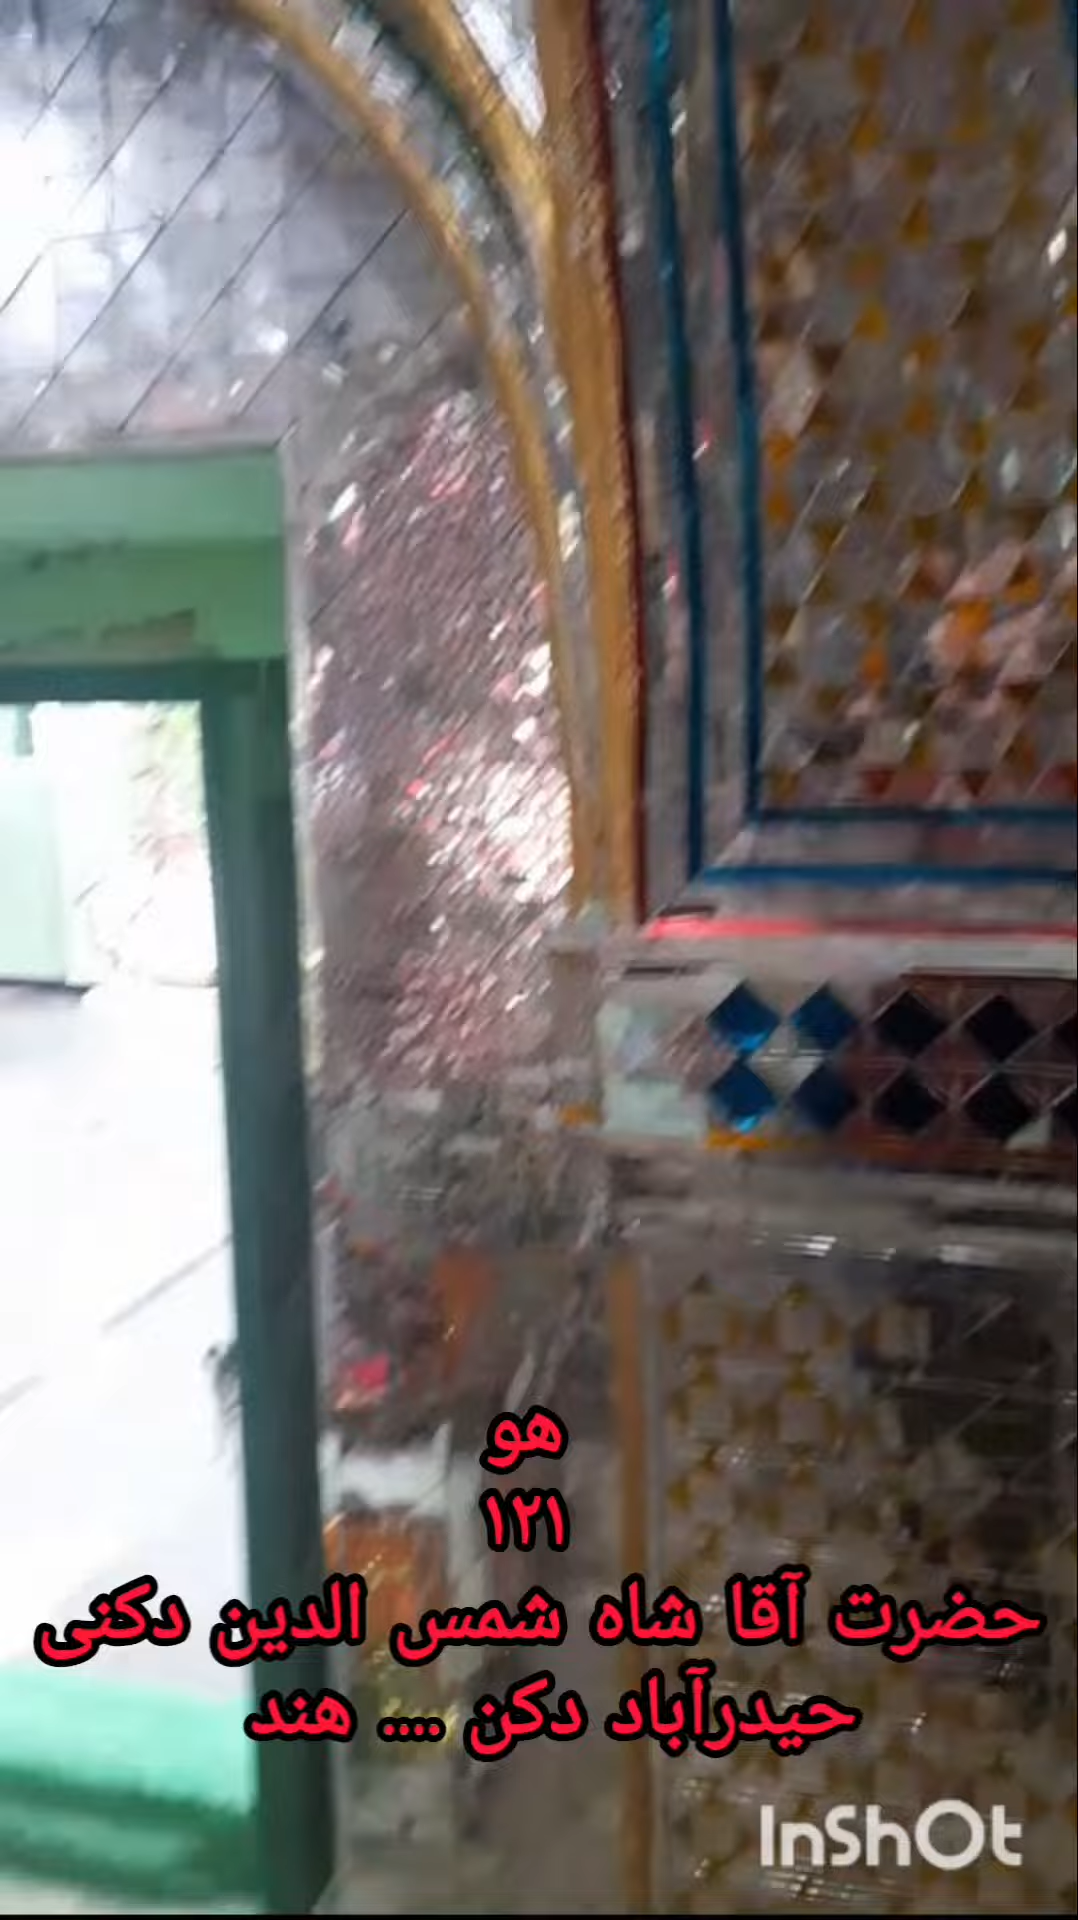 هو
۱۲۱
حضرت آقا شاه شمس الدین دکنی
حیدرآباد دکن .... هند
InShOt